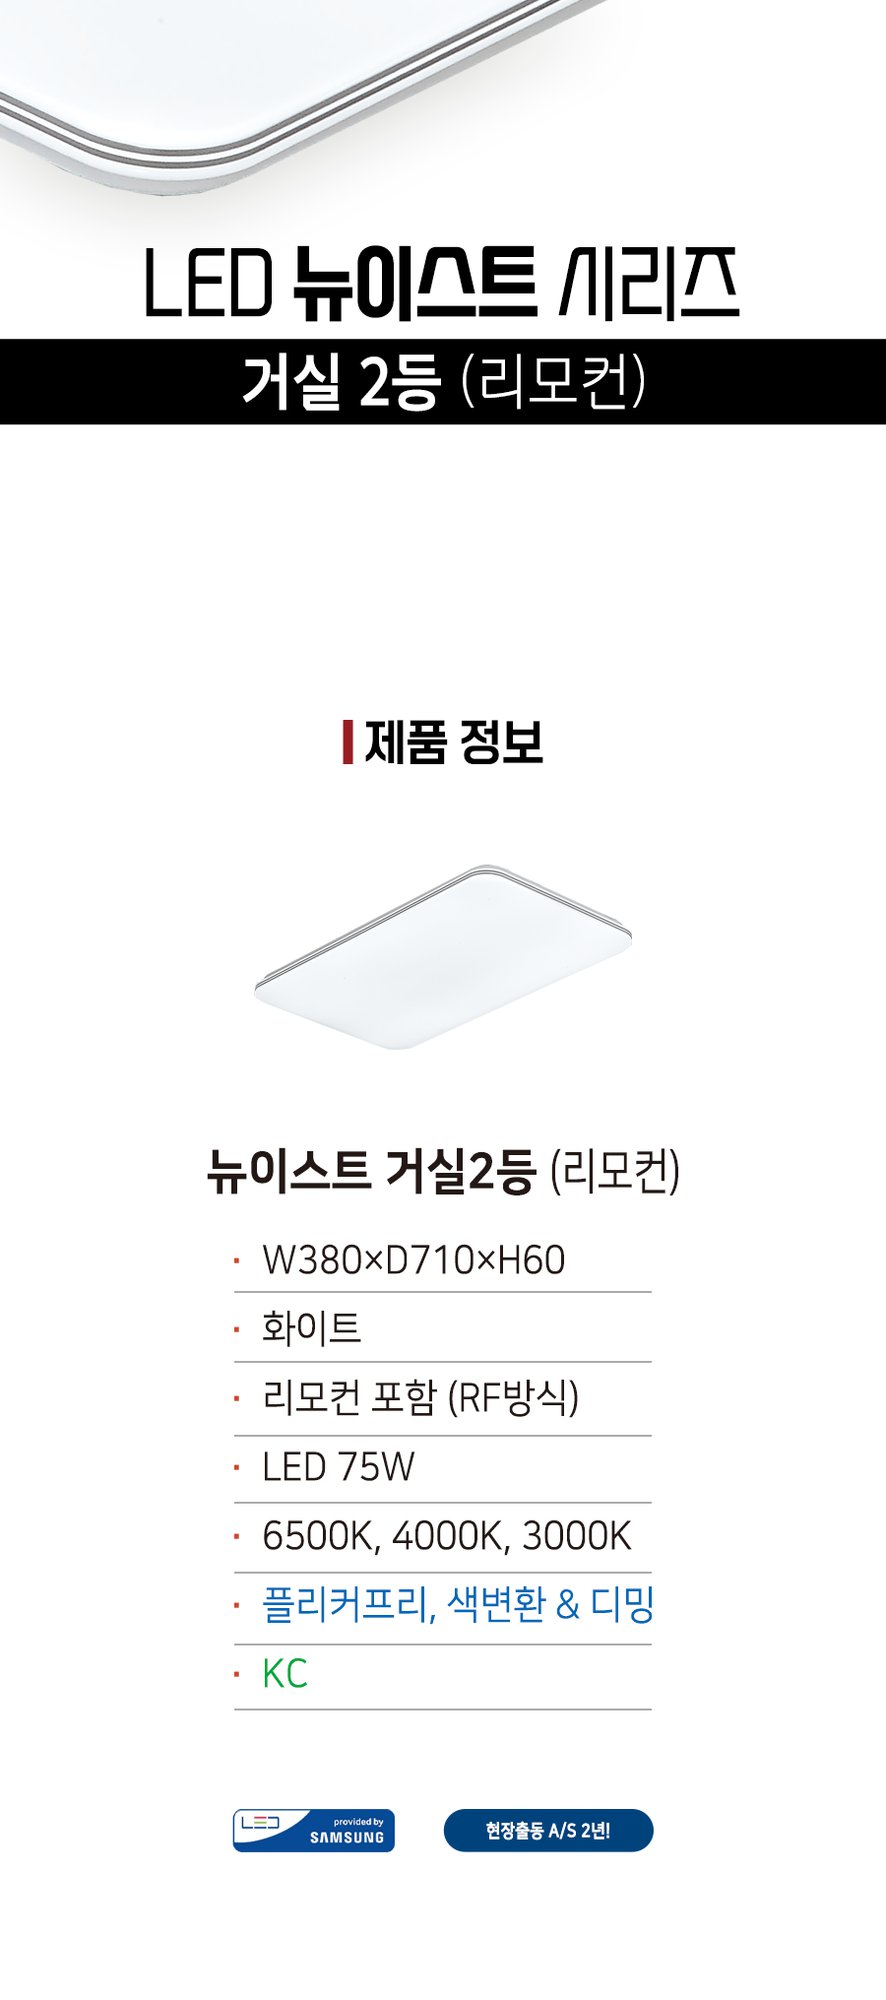 LED 뉴이스트 시리즈
거실 2등 (리모컨)
제품 정보
뉴이스트 거실2등 (리모컨)
· W380×D710×H60
· 화이트
· 리모컨 포함 (RF방식)
· LED 75W
· 6500K, 4000K, 3000K
· 플리커프리, 색변환 & 디밍
· KC
LED provided by
SAMSUNG
현장출동 A/S 2년!